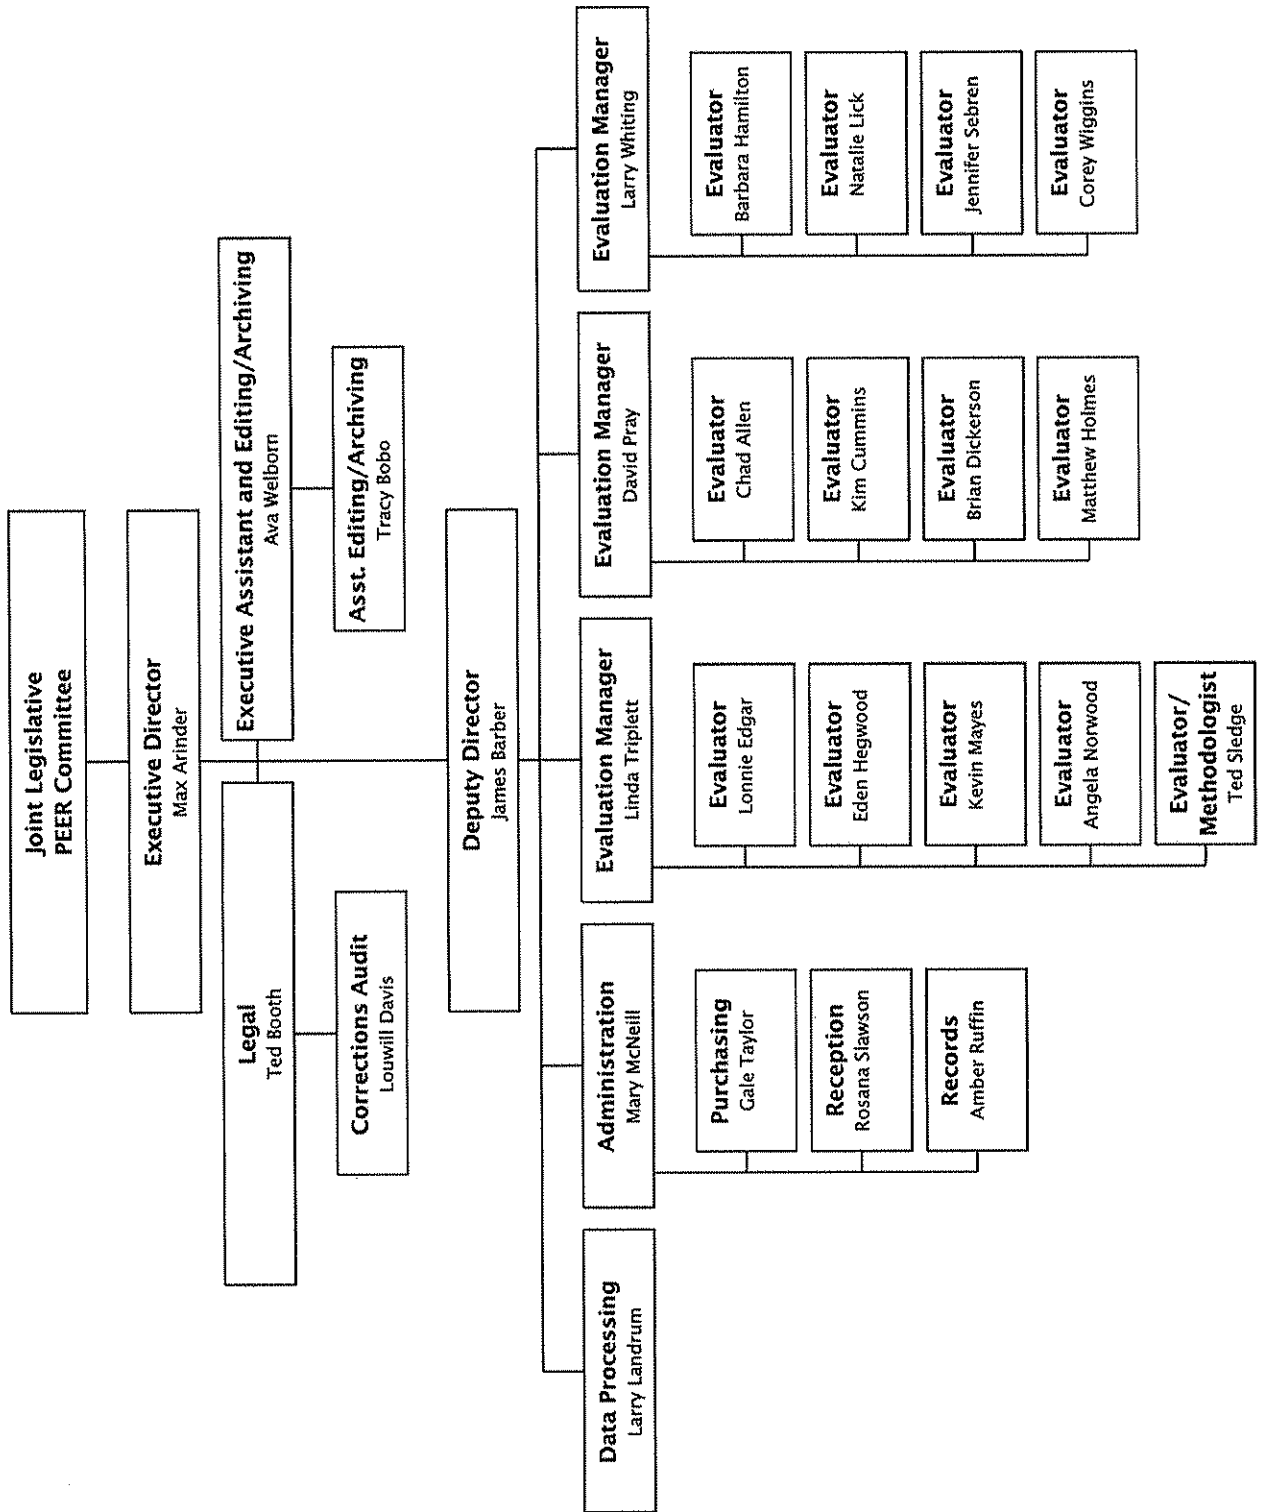 Joint Legislative
PEER Committee
Executive Director
Max Arinder
Legal
Ted Booth
Executive Assistant and Editing/Archiving
Ava Welborn
Corrections Audit
Louwill Davis
Asst. Editing/Archiving
Tracy Bobo
Deputy Director
James Barber
Data Processing
Larry Landrum
Administration
Mary McNeill
Purchasing
Gale Taylor
Reception
Rosana Slawson
Records
Amber Ruffin
Evaluation Manager
Linda Triplett
Evaluator
Lonnie Edgar
Evaluator
Eden Hegwood
Evaluator
Kevin Mayes
Evaluator
Angela Norwood
Evaluator/
Methodologist
Ted Sledge
Evaluation Manager
David Pray
Evaluator
Chad Allen
Evaluator
Kim Cummins
Evaluator
Brian Dickerson
Evaluator
Matthew Holmes
Evaluation Manager
Larry Whiting
Evaluator
Barbara Hamilton
Evaluator
Natalie Lick
Evaluator
Jennifer Sebren
Evaluator
Corey Wiggins